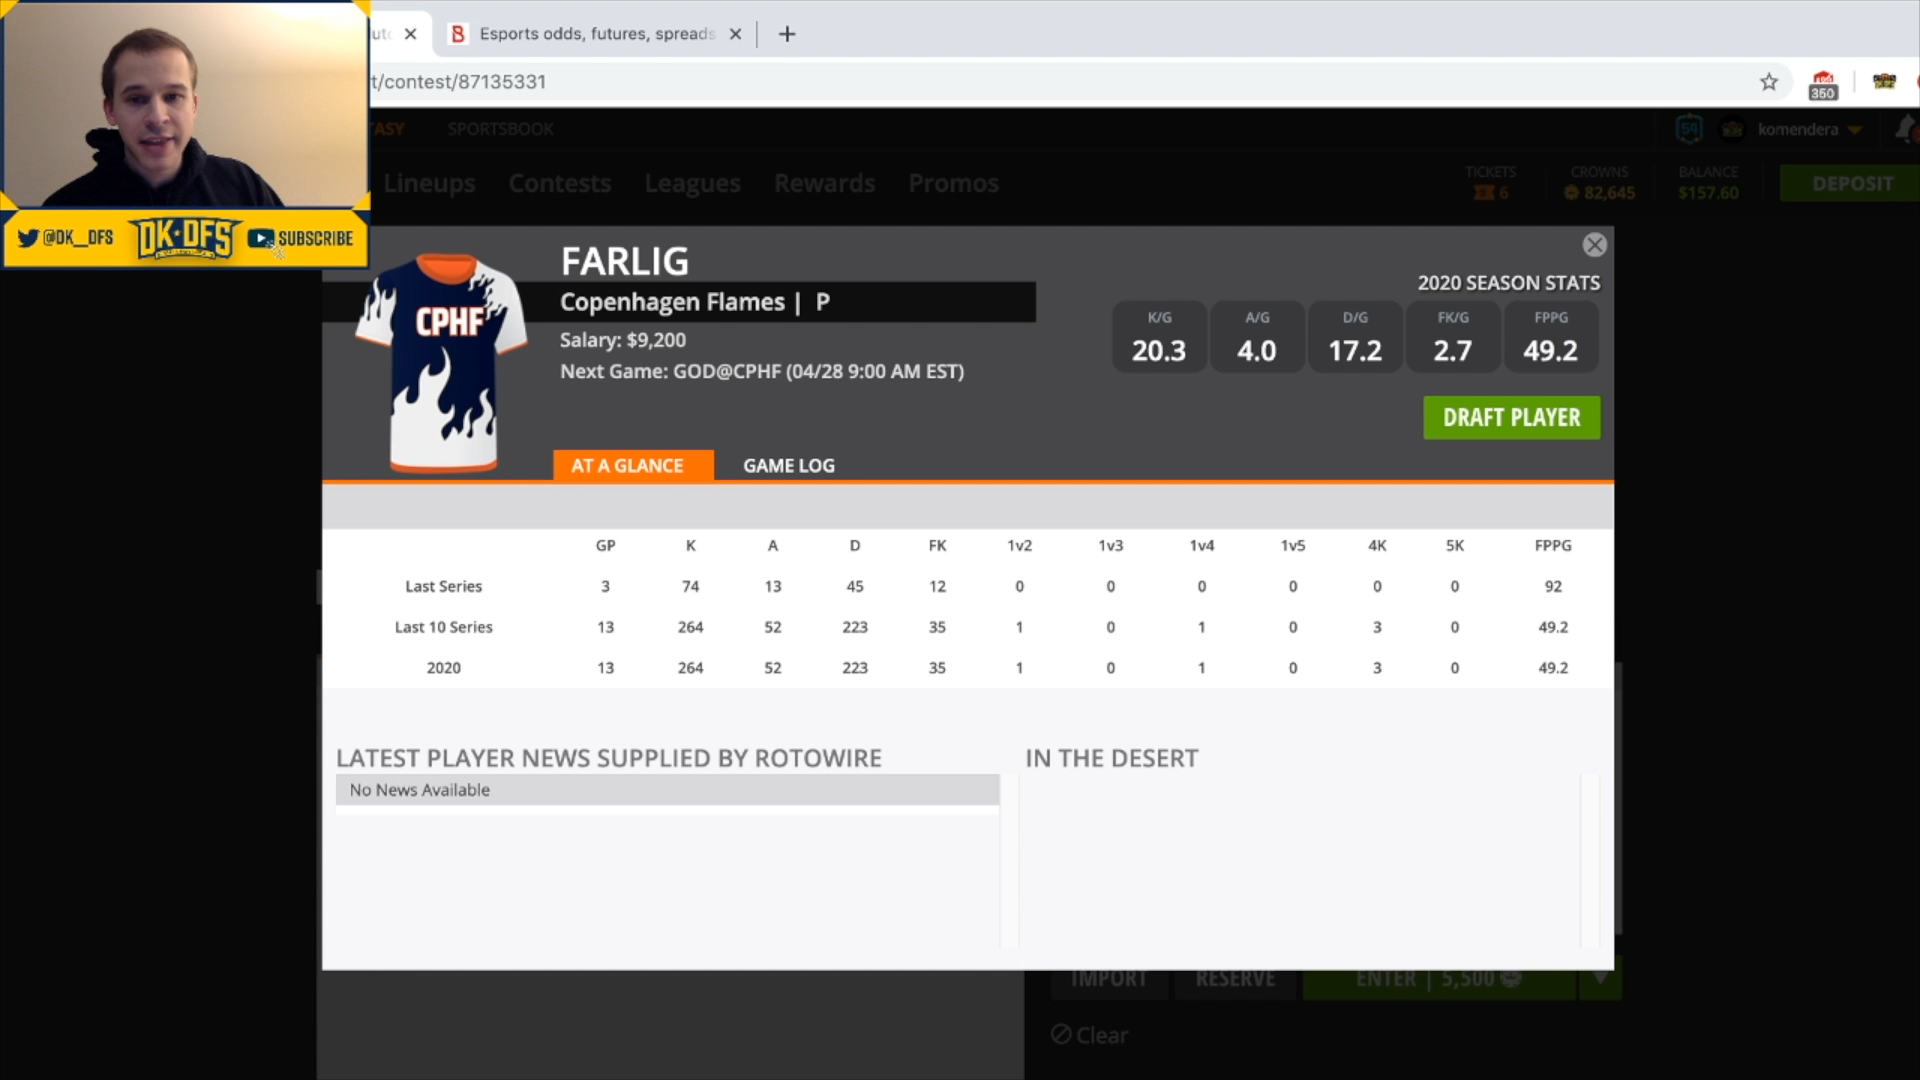 Esports odds, futures, spreads
t/contest/87135331
350
SPORTSBOOK
54
komendera
Lineups Contests Leagues Rewards Promos
TICKETS
6
CROWNS
82,645
BALANCE
$157.60
DEPOSIT
@DK__DFS
DK★DFS
SUBSCRIBE
CPHF
FARLIG
Copenhagen Flames | P
Salary: $9,200
Next Game: GOD@CPHF (04/28 9:00 AM EST)
2020 SEASON STATS
K/G A/G D/G FK/G FPPG
20.3 4.0 17.2 2.7 49.2
DRAFT PLAYER
AT A GLANCE GAME LOG
GP K A D FK 1v2 1v3 1v4 1v5 4K 5K FPPG
Last Series 3 74 13 45 12 0 0 0 0 0 0 92
Last 10 Series 13 264 52 223 35 1 0 1 0 3 0 49.2
2020 13 264 52 223 35 1 0 1 0 3 0 49.2
LATEST PLAYER NEWS SUPPLIED BY ROTOWIRE
No News Available
IN THE DESERT
IMPORT RESERVE ENTER | 5,500
Clear